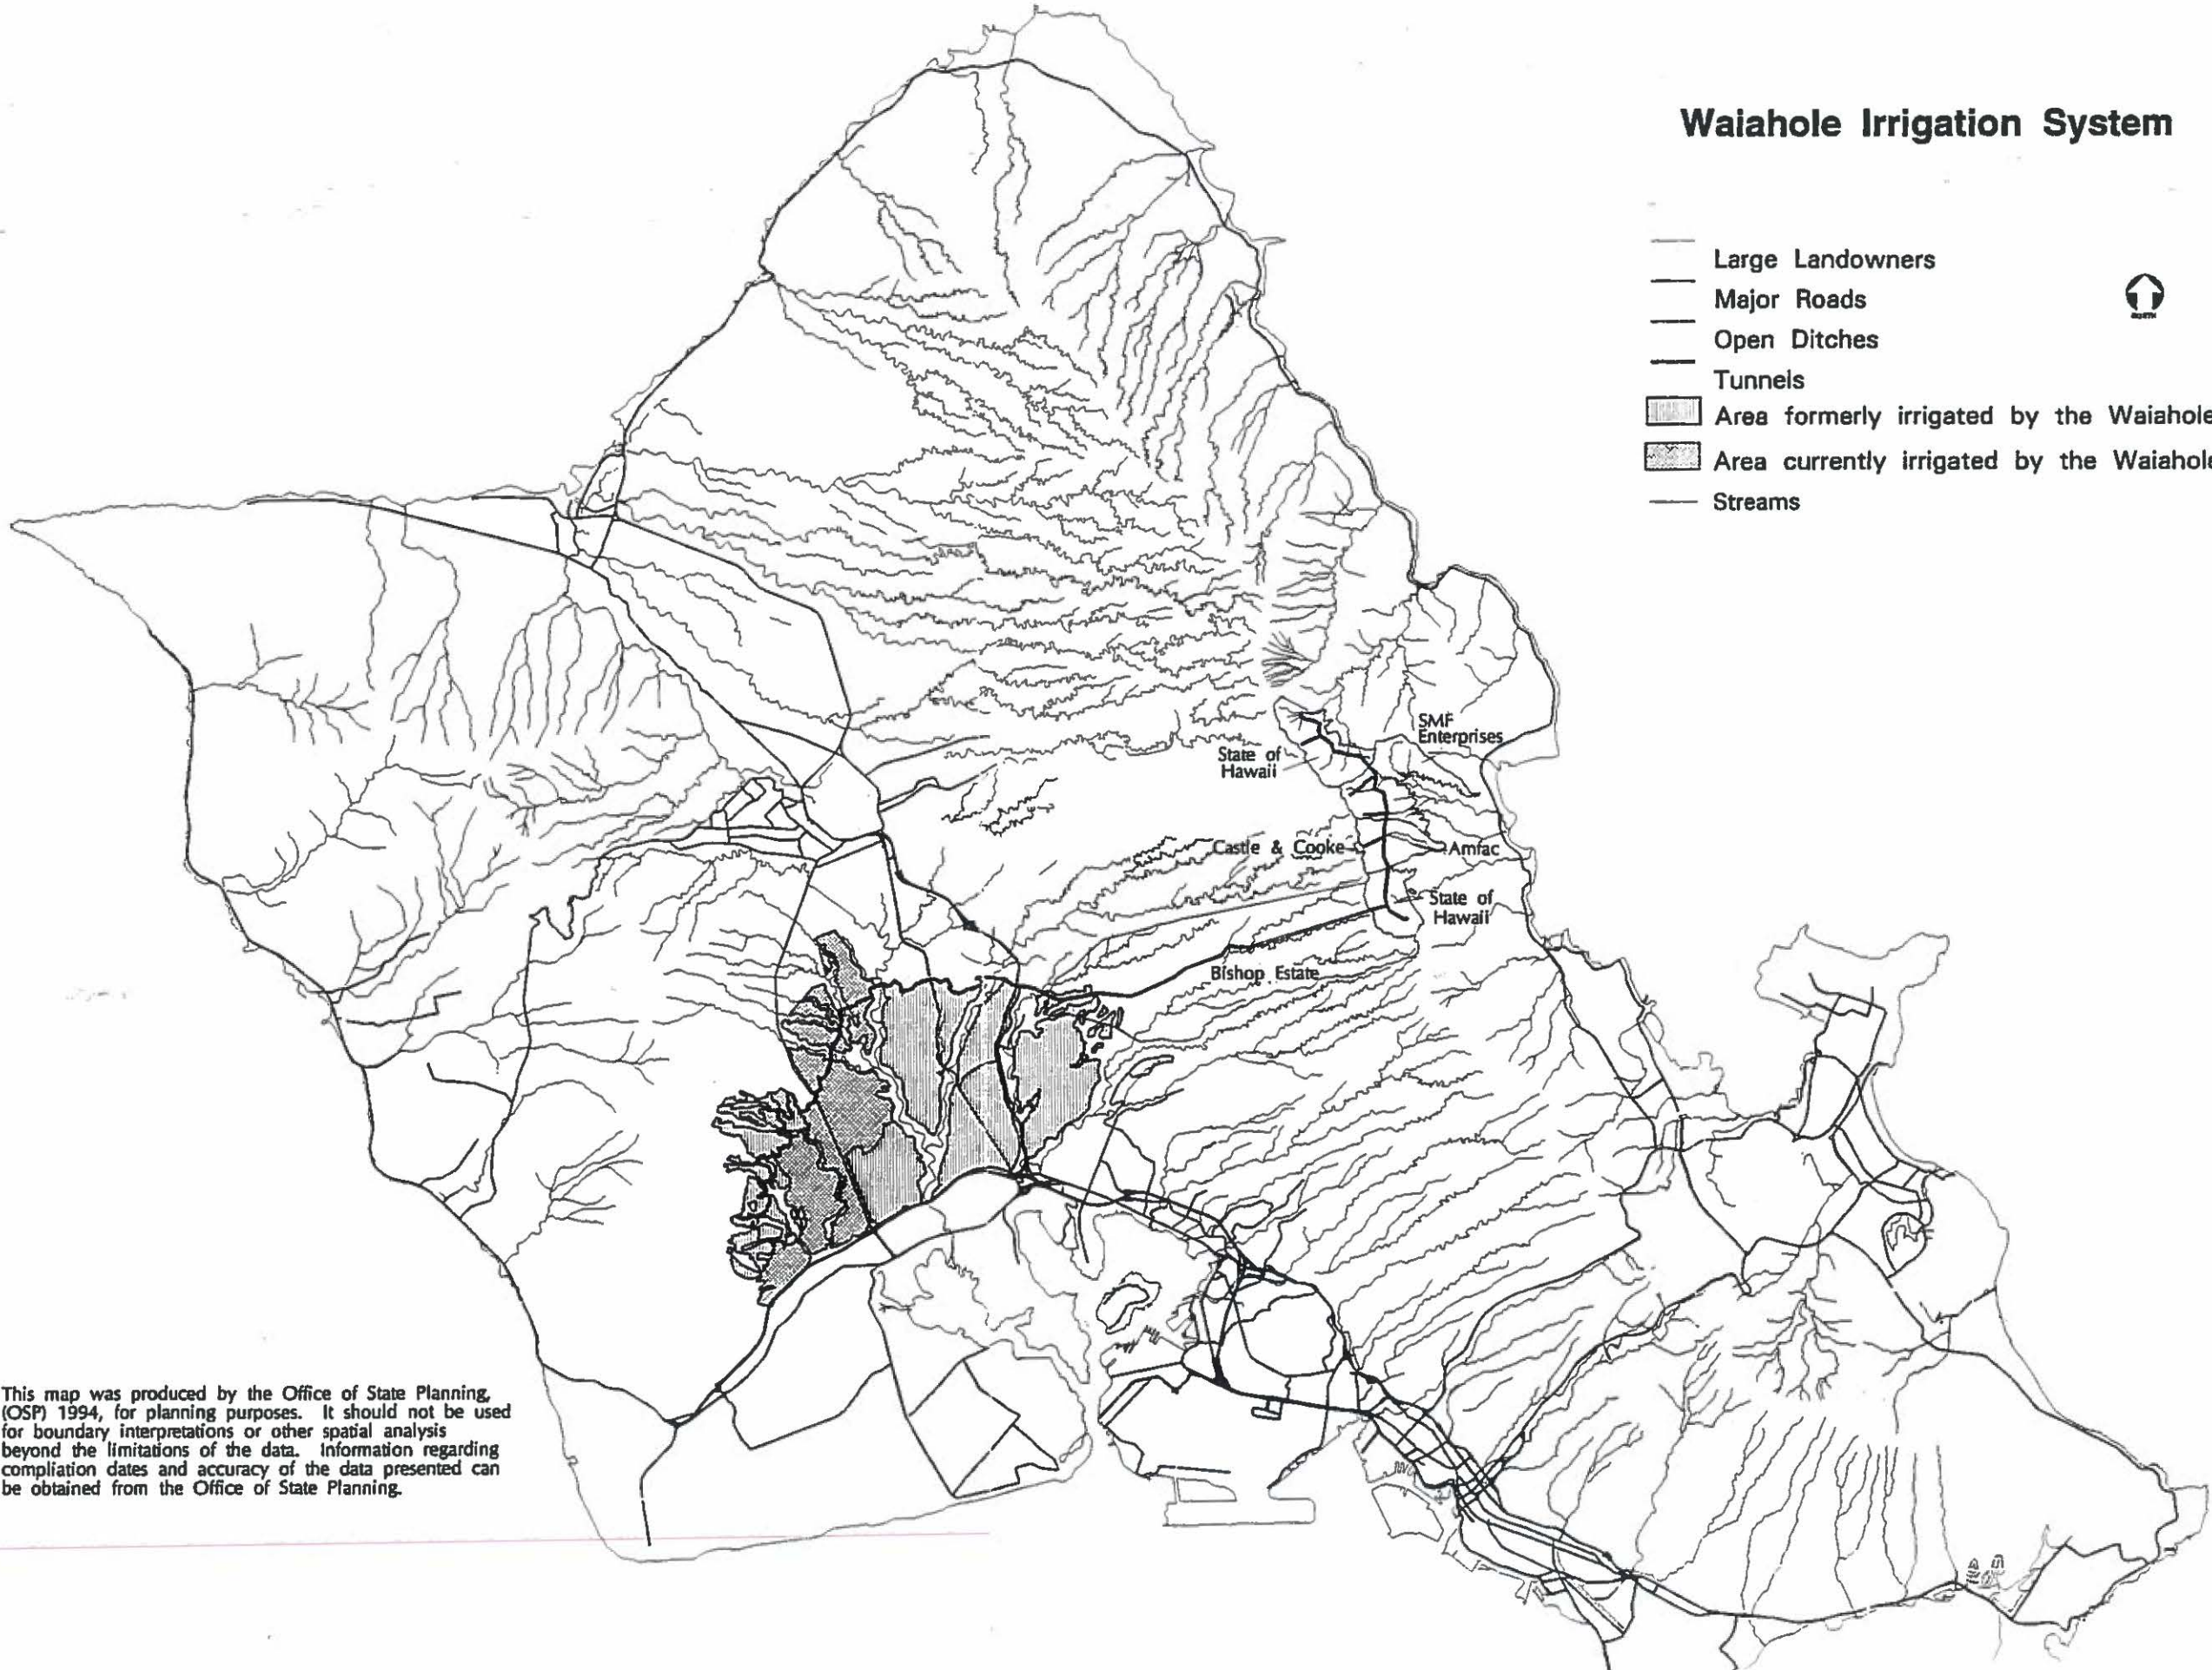 Waiahole Irrigation System
Large Landowners
Major Roads
Open Ditches
Tunnels
Area formerly irrigated by the Waiahole
Area currently irrigated by the Waiahole
Streams
NORTH
SMF
Enterprises
State of
Hawaii
Castle & Cooke
Amfac
State of
Hawaii
Bishop Estate
This map was produced by the Office of State Planning,
(OSP) 1994, for planning purposes. It should not be used
for boundary interpretations or other spatial analysis
beyond the limitations of the data. Information regarding
compliation dates and accuracy of the data presented can
be obtained from the Office of State Planning.